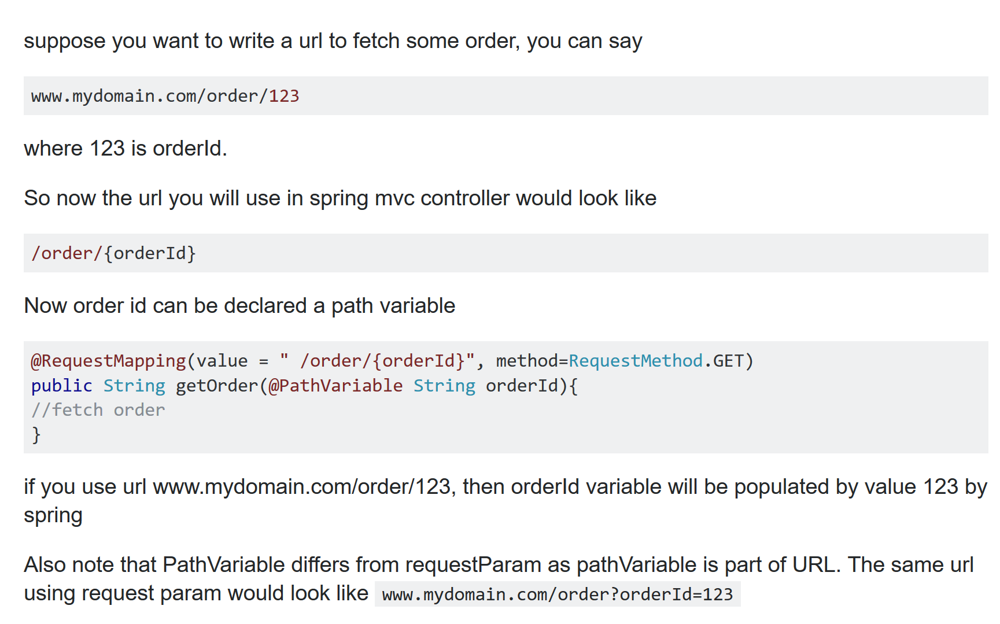 suppose you want to write a url to fetch some order, you can say
www.mydomain.com/order/123
where 123 is orderId.
So now the url you will use in spring mvc controller would look like
/order/{orderId}
Now order id can be declared a path variable
@RequestMapping(value = " /order/{orderId}", method=RequestMethod.GET)
public String getOrder(@PathVariable String orderId){
//fetch order
}
if you use url www.mydomain.com/order/123, then orderId variable will be populated by value 123 by
spring
Also note that PathVariable differs from requestParam as pathVariable is part of URL. The same url
using request param would look like www.mydomain.com/order?orderId=123